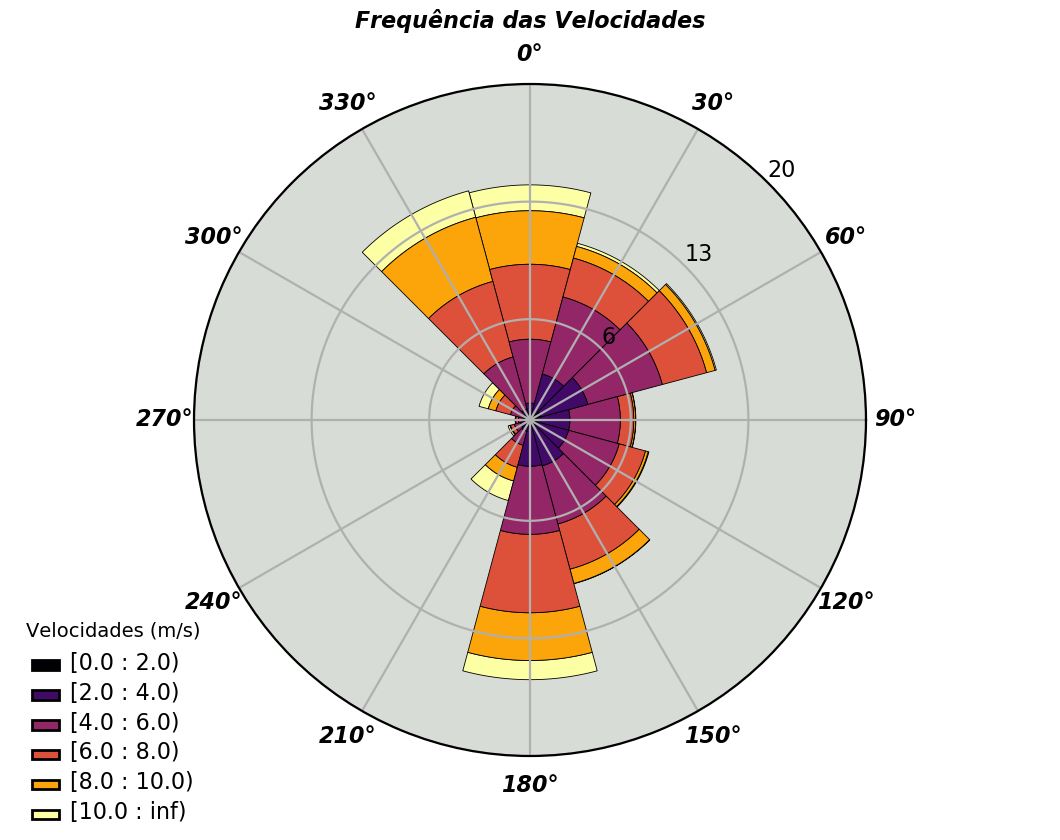 Frequência das Velocidades
0°
330°
30°
20
300°
60°
13
6
270°
90°
240°
120°
210°
150°
180°
Velocidades (m/s)
[0.0 : 2.0)
[2.0 : 4.0)
[4.0 : 6.0)
[6.0 : 8.0)
[8.0 : 10.0)
[10.0 : inf)